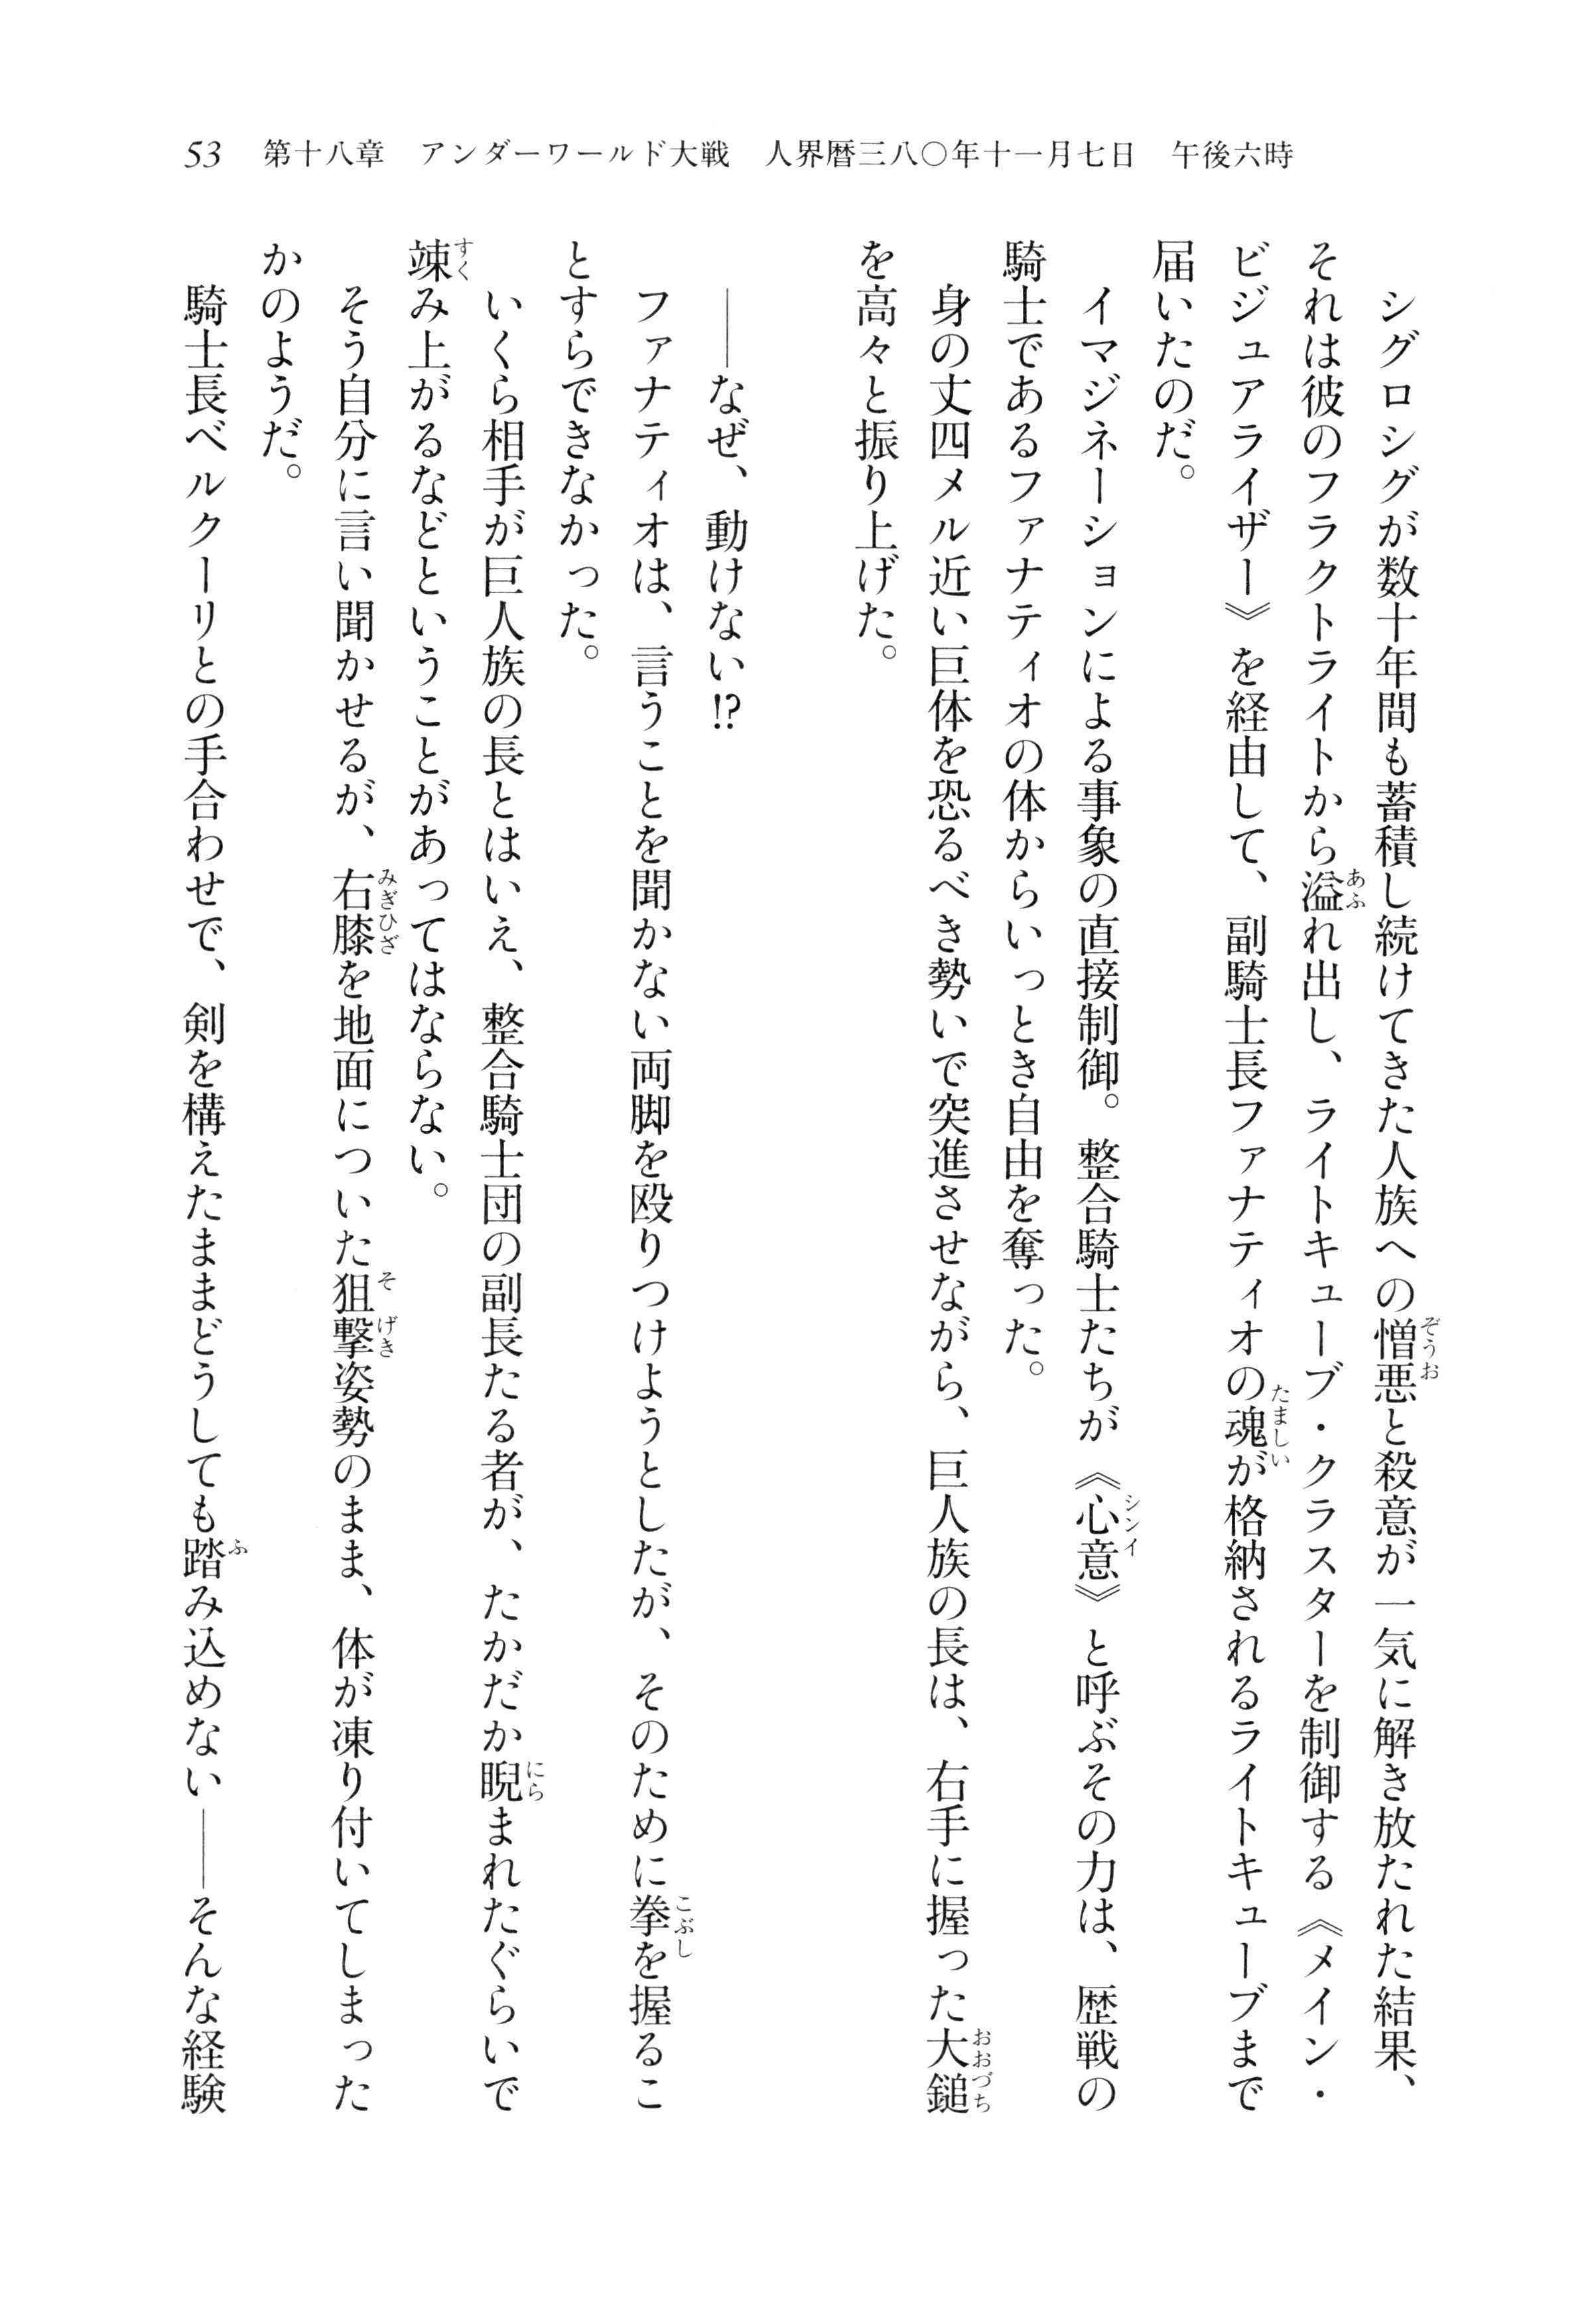 53 第十八章 アンダーワールド大戦 人界暦三八〇年十一月七日 午後六時
シグロシグが数十年間も蓄積し続けてきた人族への憎悪と殺意が一気に解き放たれた結果、
それは彼のフラクトライトから溢れ出し、ライトキューブ・クラスターを制御する《メイン・
ビジュアライザー》を経由して、副騎士長ファナティオの魂が格納されるライトキューブまで
届いたのだ。
イマジネーションによる事象の直接制御。整合騎士たちが《心意》と呼ぶその力は、歴戦の
騎士であるファナティオの体からいっとき自由を奪った。
身の丈四メル近い巨体を恐るべき勢いで突進させながら、巨人族の長は、右手に握った大鎚
を高々と振り上げた。
――なぜ、動けない!?
ファナティオは、言うことを聞かない両脚を殴りつけようとしたが、そのために拳を握るこ
とすらできなかった。
いくら相手が巨人族の長とはいえ、整合騎士団の副長たる者が、たかだか睨まれたぐらいで
竦み上がるなどということがあってはならない。
そう自分に言い聞かせるが、右膝を地面についた狙撃姿勢のまま、体が凍り付いてしまった
かのようだ。
騎士長ベルクーリとの手合わせで、剣を構えたままどうしても踏み込めない――そんな経験